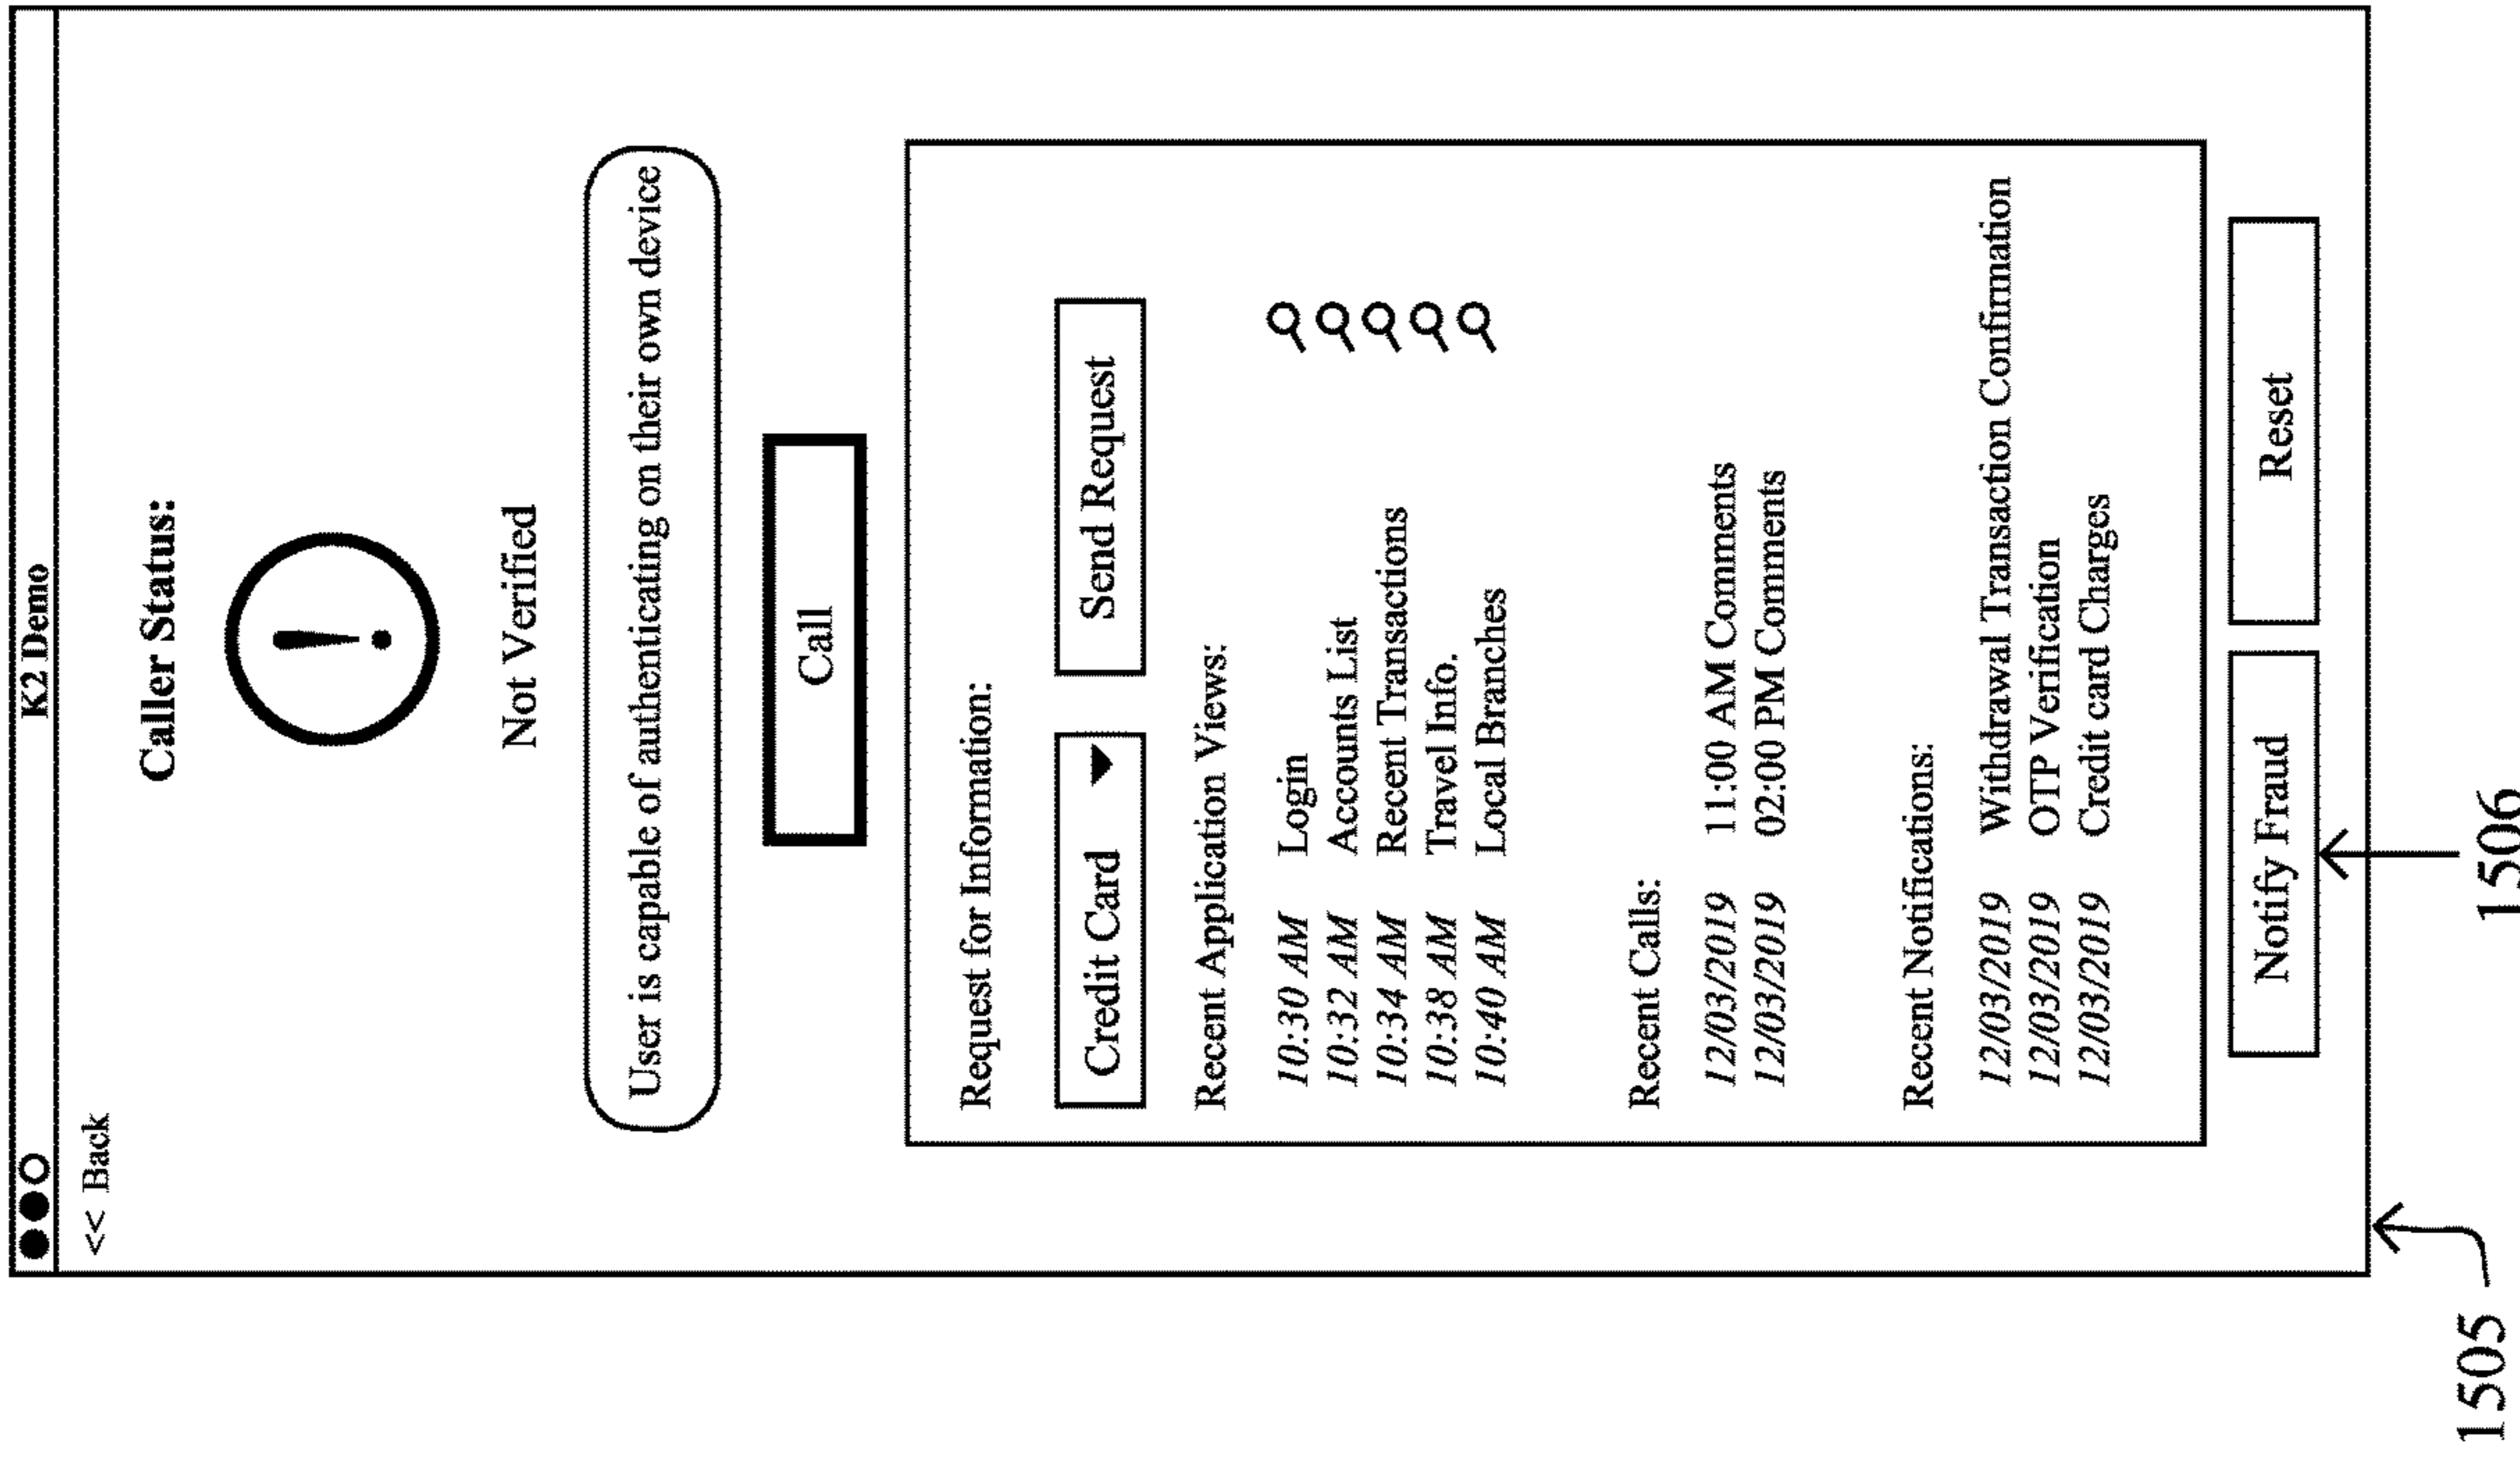 K2 Demo
<< Back
Caller Status:
!
Not Verified
User is capable of authenticating on their own device
Call
Request for Information:
Credit Card Send Request
Recent Application Views:
10:30 AM Login
10:32 AM Accounts List
10:34 AM Recent Transactions
10:38 AM Travel Info.
10:40 AM Local Branches
Recent Calls:
12/03/2019 11:00 AM Comments
12/03/2019 02:00 PM Comments
Recent Notifications:
12/03/2019 Withdrawal Transaction Confirmation
12/03/2019 OTP Verification
12/03/2019 Credit card Charges
Notify Fraud Reset
1505 1506